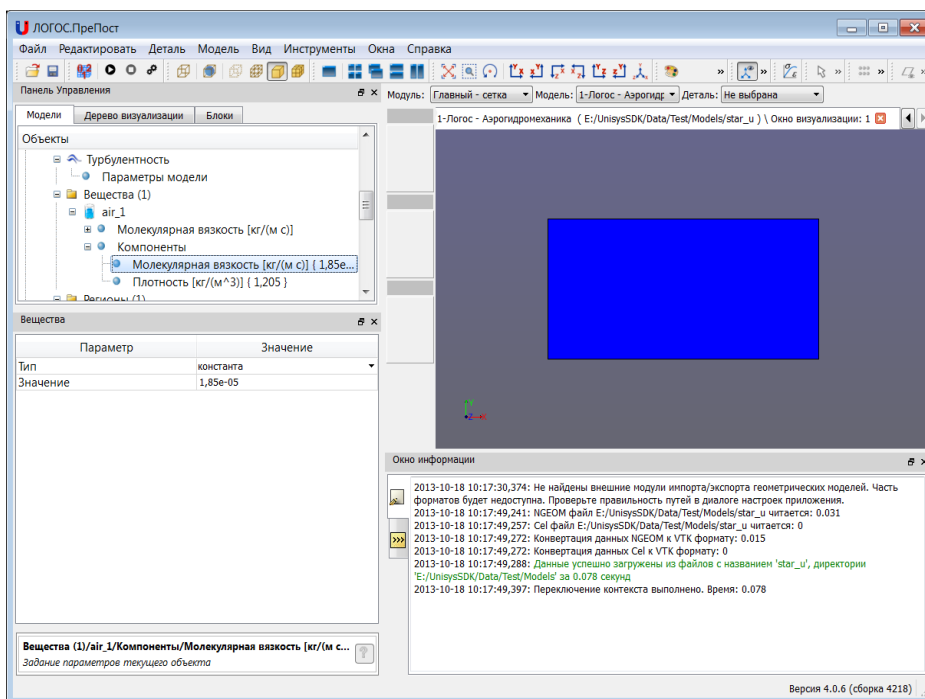 ЛОГОС.ПреПост
Файл Редактировать Деталь Модель Вид Инструменты Окна Справка
Панель Управления
Модуль: Главный - сетка Модель: 1-Логос - Аэрогидр Деталь: Не выбрана
Модели Дерево визуализации Блоки
1-Логос - Аэрогидромеханика ( E:/UnisysSDK/Data/Test/Models/star_u ) \ Окно визуализации: 1
Объекты
Турбулентность
Параметры модели
Вещества (1)
air_1
Молекулярная вязкость [кг/(м с)]
Компоненты
Молекулярная вязкость [кг/(м с)] { 1,85e...
Плотность [кг/(м^3)] { 1,205 }
Регионы (1)
Вещества
Параметр Значение
Тип константа
Значение 1,85e-05
Y
Z X
Окно информации
2013-10-18 10:17:30,374: Не найдены внешние модули импорта/экспорта геометрических моделей. Часть
форматов будет недоступна. Проверьте правильность путей в диалоге настроек приложения.
2013-10-18 10:17:49,241: NGEOM файл E:/UnisysSDK/Data/Test/Models/star_u читается: 0.031
2013-10-18 10:17:49,257: Cel файл E:/UnisysSDK/Data/Test/Models/star_u читается: 0
2013-10-18 10:17:49,272: Конвертация данных NGEOM к VTK формату: 0.015
2013-10-18 10:17:49,272: Конвертация данных Cel к VTK формату: 0
2013-10-18 10:17:49,288: Данные успешно загружены из файлов с названием 'star_u', директории
'E:/UnisysSDK/Data/Test/Models' за 0.078 секунд
2013-10-18 10:17:49,397: Переключение контекста выполнено. Время: 0.078
Вещества (1)/air_1/Компоненты/Молекулярная вязкость [кг/(м с...
Задание параметров текущего объекта
Версия 4.0.6 (сборка 4218)